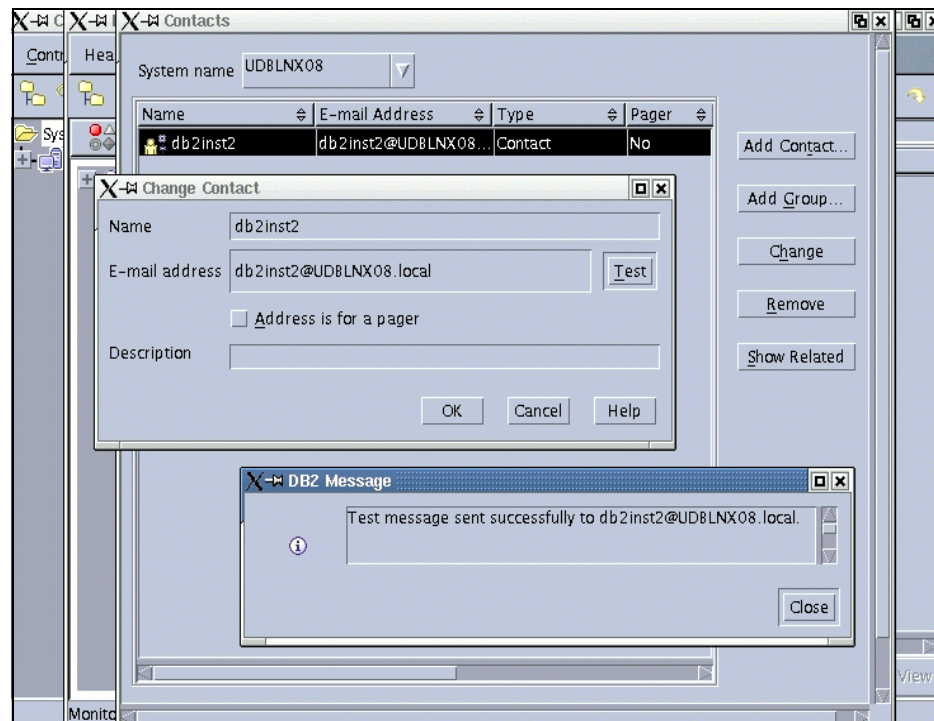 C
Contacts
Contr
Hea
System name UDBLNX08
Sys
Name E-mail Address Type Pager
db2inst2 db2inst2@UDBLNX08... Contact No
Add Contact...
Add Group...
Change
Remove
Show Related
Change Contact
Name db2inst2
E-mail address db2inst2@UDBLNX08.local Test
Address is for a pager
Description
OK Cancel Help
DB2 Message
Test message sent successfully to db2inst2@UDBLNX08.local.
Close
View
Monito